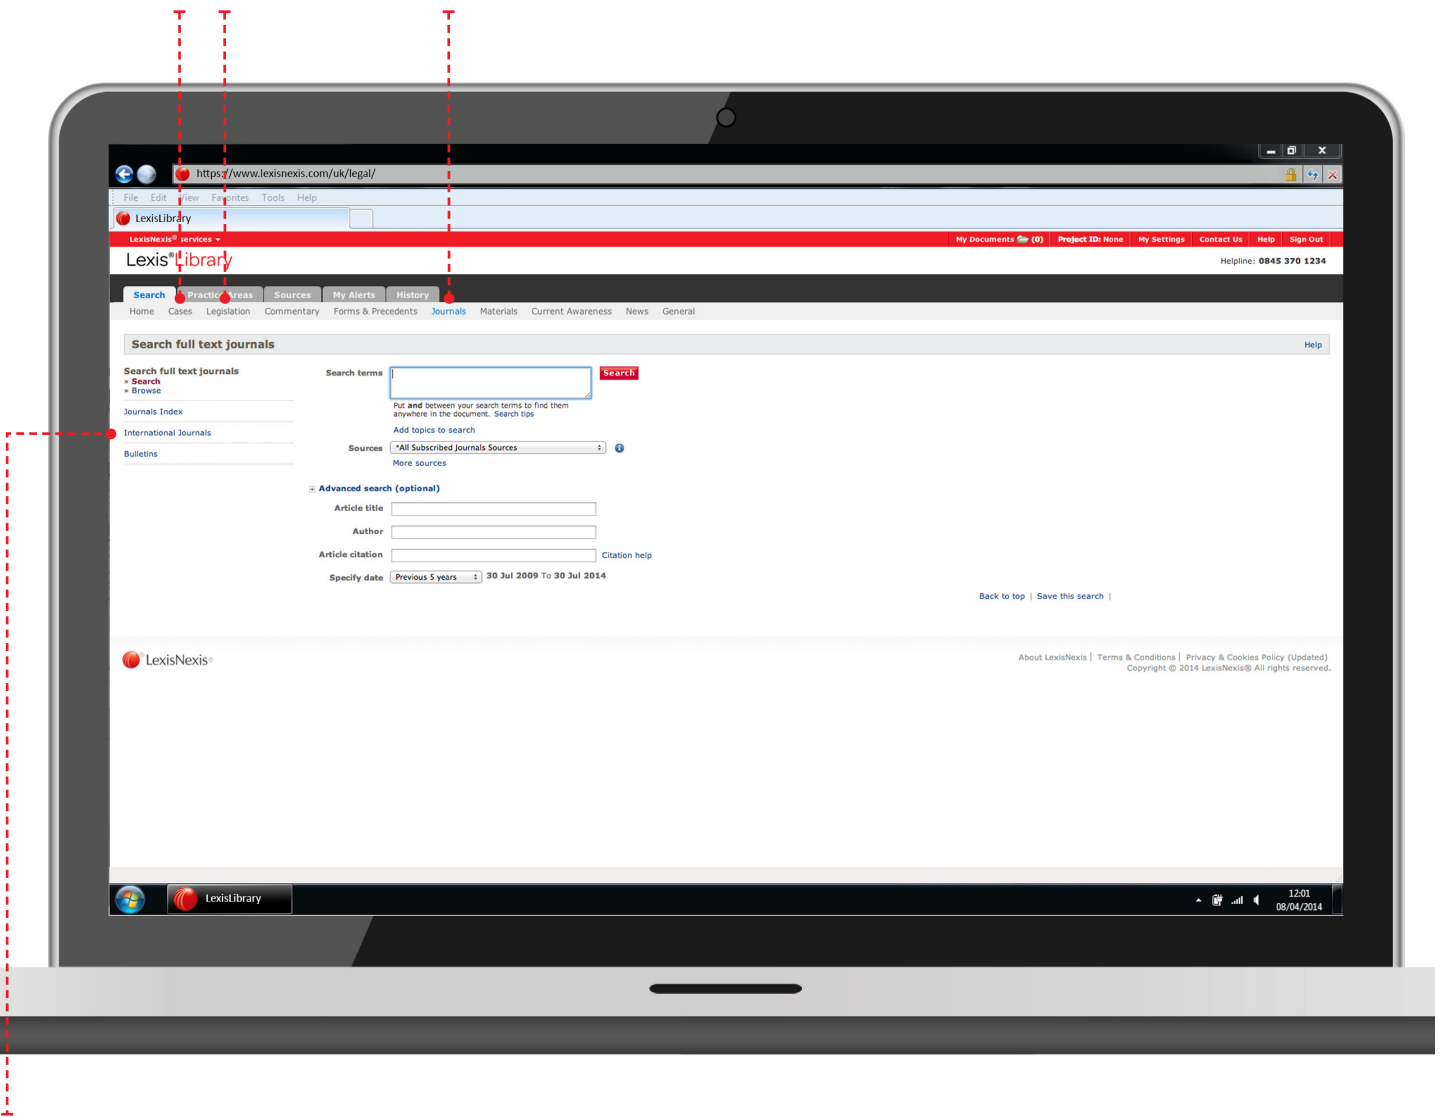 https://www.lexisnexis.com/uk/legal/
File Edit View Favorites Tools Help
LexisLibrary
LexisNexis® services
My Documents (0) Project ID: None My Settings Contact Us Help Sign Out
Lexis®Library
Helpline: 0845 370 1234
Search Practice Areas Sources My Alerts History
Home Cases Legislation Commentary Forms & Precedents Journals Materials Current Awareness News General
Search full text journals
Help
Search full text journals
» Search
» Browse
Journals Index
International Journals
Bulletins
Search terms
Search
Put and between your search terms to find them
anywhere in the document. Search tips
Add topics to search
Sources *All Subscribed Journals Sources
More sources
Advanced search (optional)
Article title
Author
Article citation
Citation help
Specify date Previous 5 years 30 Jul 2009 To 30 Jul 2014
Back to top | Save this search |
LexisNexis®
About LexisNexis | Terms & Conditions | Privacy & Cookies Policy (Updated)
Copyright © 2014 LexisNexis® All rights reserved.
LexisLibrary
12:01
08/04/2014